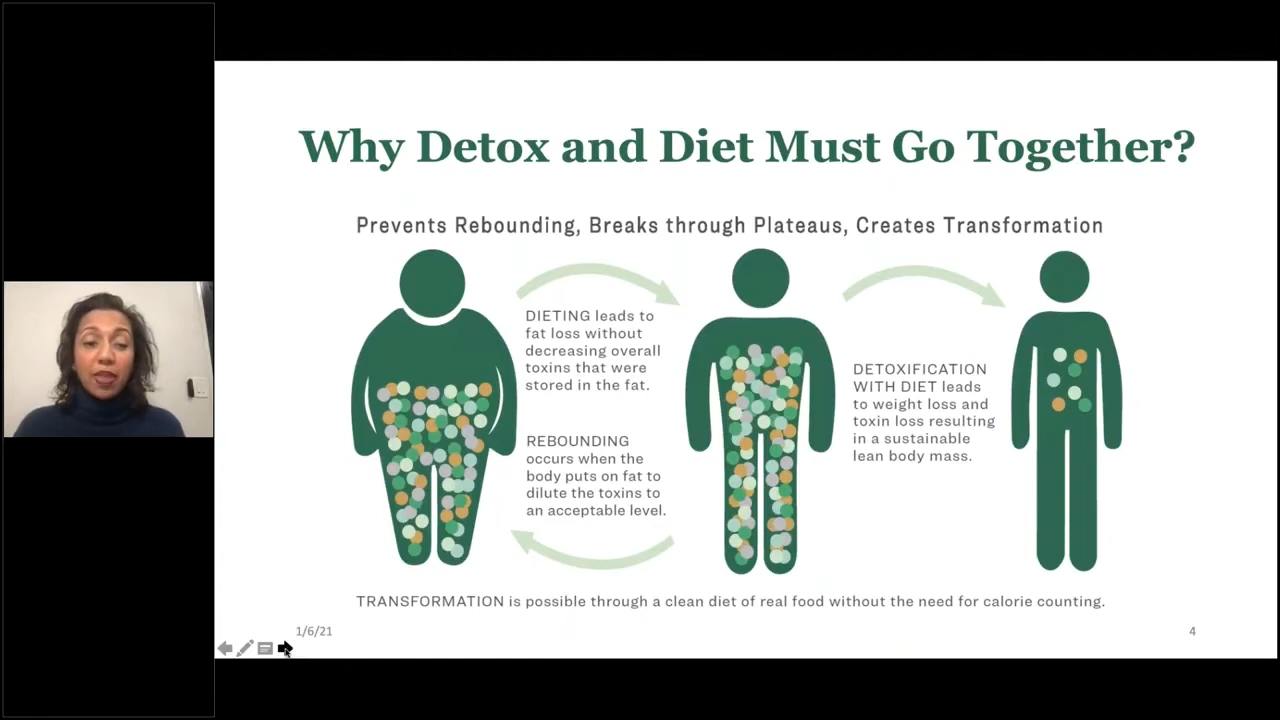 Why Detox and Diet Must Go Together?
Prevents Rebounding, Breaks through Plateaus, Creates Transformation
DIETING leads to
fat loss without
decreasing overall
toxins that were
stored in the fat.
REBOUNDING
occurs when the
body puts on fat to
dilute the toxins to
an acceptable level.
DETOXIFICATION
WITH DIET leads
to weight loss and
toxin loss resulting
in a sustainable
lean body mass.
TRANSFORMATION is possible through a clean diet of real food without the need for calorie counting.
1/6/21
4